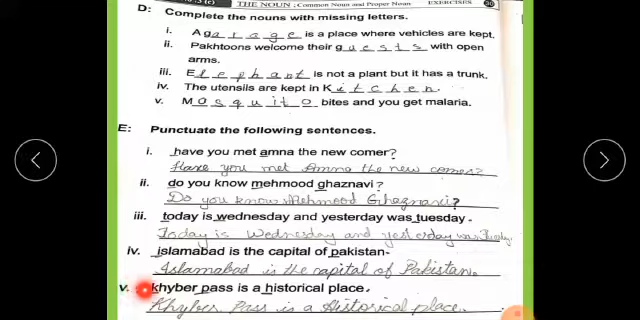 THE NOUN : Common Noun and Proper Noun EXERCISES
D: Complete the nouns with missing letters.
i. A garage is a place where vehicles are kept.
ii. Pakhtoons welcome their guests with open
arms.
iii. Elephant is not a plant but it has a trunk.
iv. The utensils are kept in Kitchen.
v. Mosquito bites and you get malaria.
E: Punctuate the following sentences.
i. have you met amna the new comer?
Have you met Amna the new comer?
ii. do you know mehmood ghaznavi?
Do you know Mehmood Ghaznavi?
iii. today is wednesday and yesterday was tuesday.
Today is Wednesday and yesterday was Tuesday.
iv. islamabad is the capital of pakistan.
Islamabad is the capital of Pakistan.
v. khyber pass is a historical place.
Khyber Pass is a Historical place.